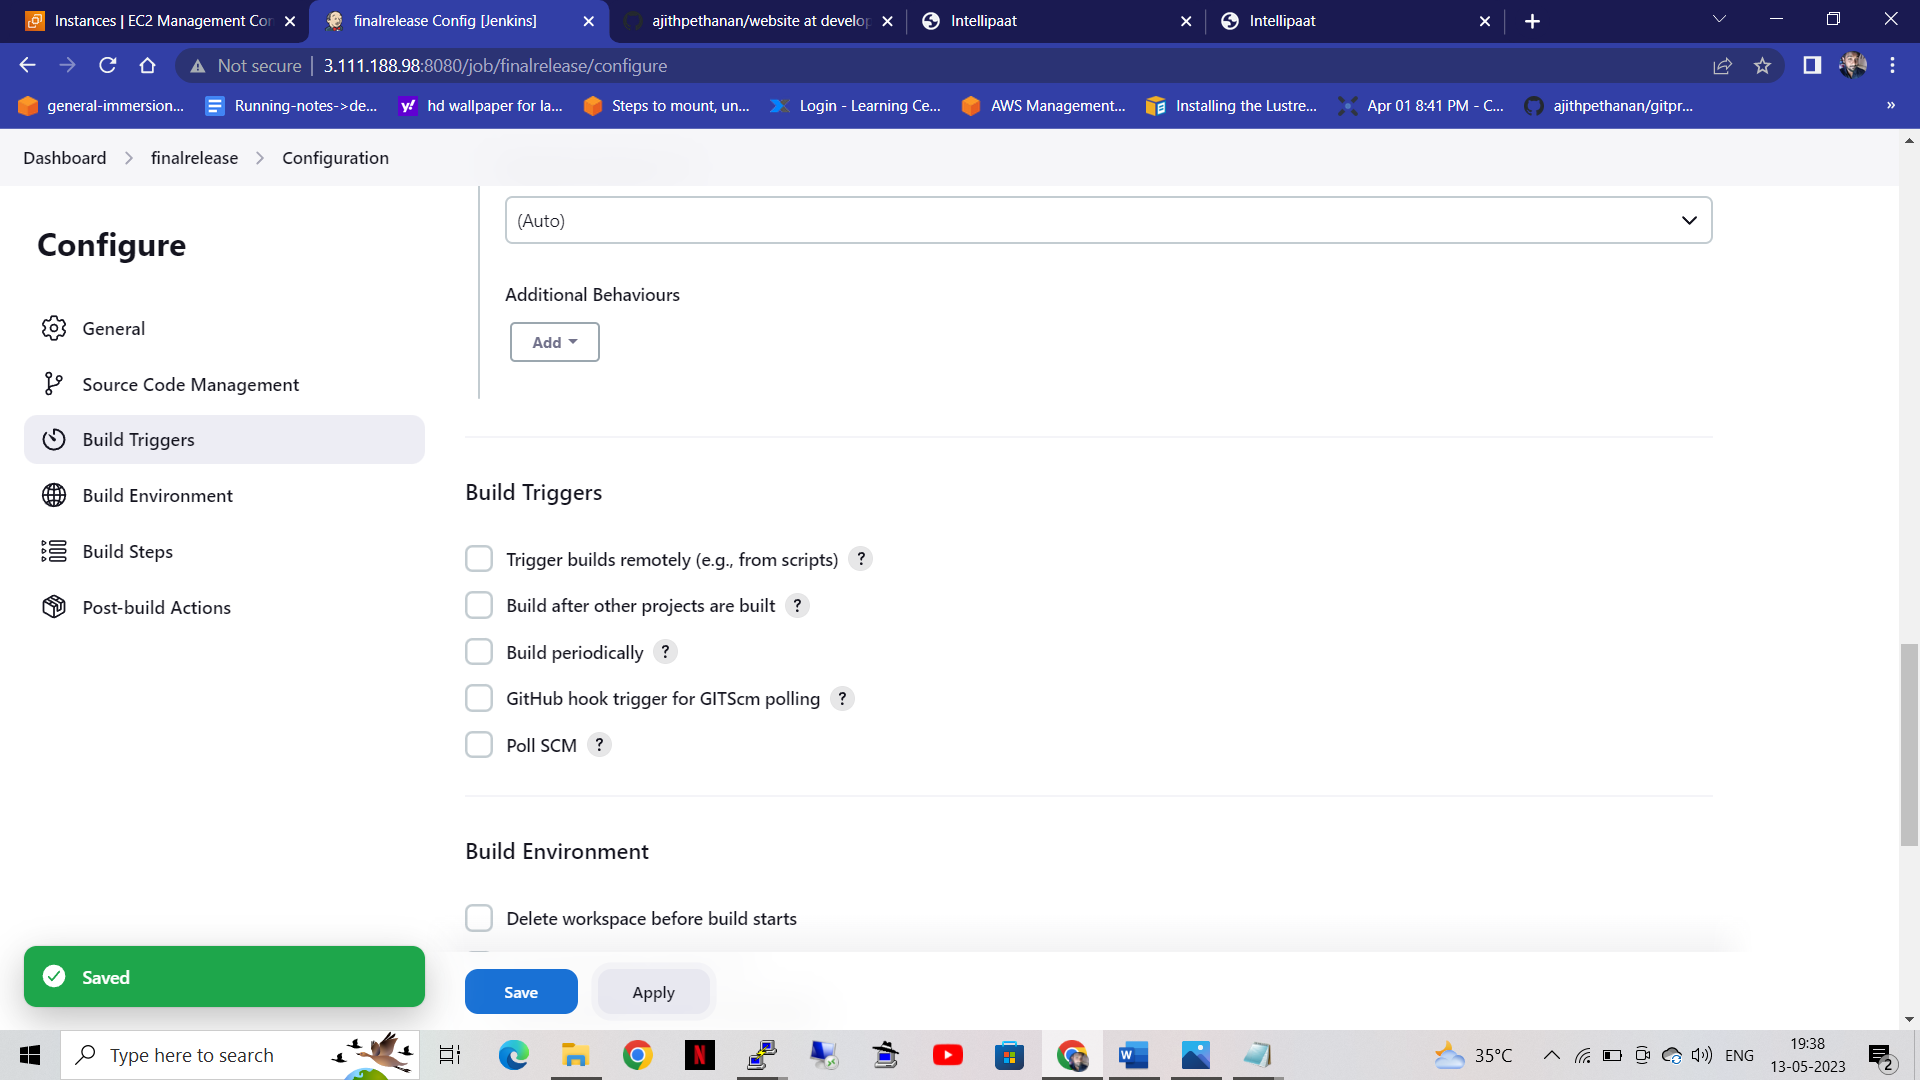 Instances | EC2 Management Con
finalrelease Config [Jenkins]
ajithpethanan/website at develop
Intellipaat
Intellipaat
Not secure
3.111.188.98:8080/job/finalrelease/configure
general-immersion...
Running-notes->de...
hd wallpaper for la...
Steps to mount, un...
Login - Learning Ce...
AWS Management...
Installing the Lustre...
Apr 01 8:41 PM - C...
ajithpethanan/gitpr...
»
Dashboard
finalrelease
Configuration
Configure
General
Source Code Management
Build Triggers
Build Environment
Build Steps
Post-build Actions
(Auto)
Additional Behaviours
Add
Build Triggers
Trigger builds remotely (e.g., from scripts) ?
Build after other projects are built ?
Build periodically ?
GitHub hook trigger for GITScm polling ?
Poll SCM ?
Build Environment
Delete workspace before build starts
Saved
Save
Apply
Type here to search
35°C
ENG
19:38
13-05-2023
2